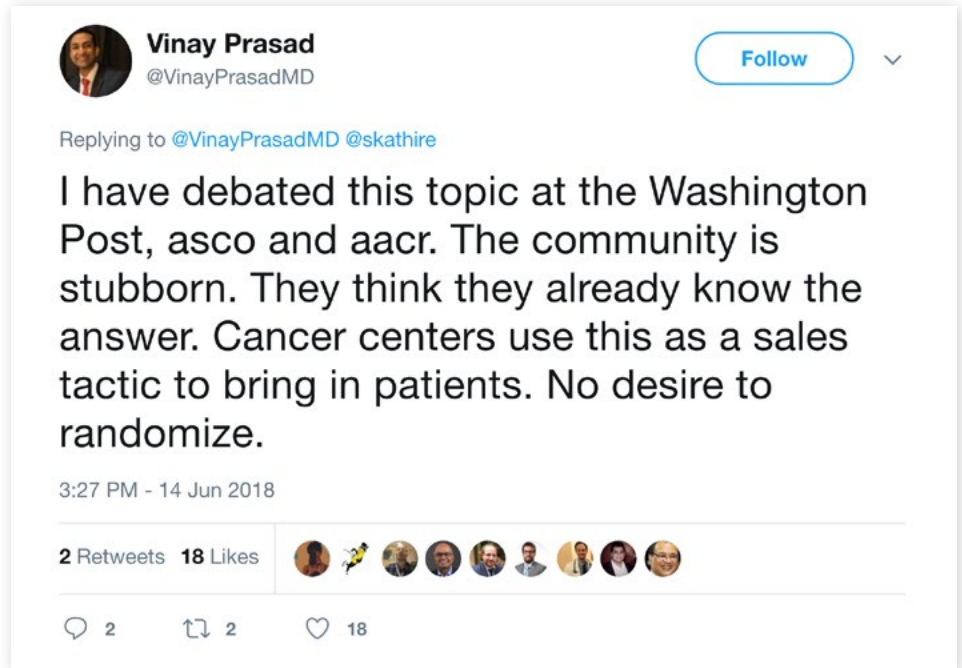 Vinay Prasad
@VinayPrasadMD
Follow
Replying to @VinayPrasadMD @skathire
I have debated this topic at the Washington
Post, asco and aacr. The community is
stubborn. They think they already know the
answer. Cancer centers use this as a sales
tactic to bring in patients. No desire to
randomize.
3:27 PM - 14 Jun 2018
2 Retweets 18 Likes
2 2 18